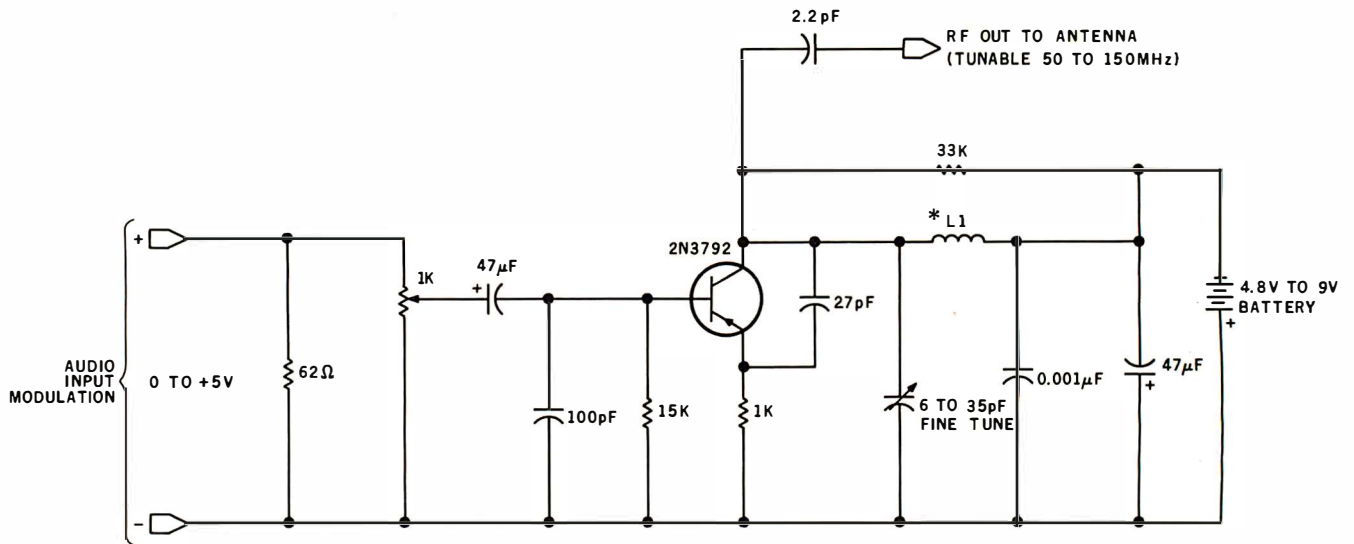 2.2pF
RF OUT TO ANTENNA
(TUNABLE 50 TO 150MHz)
33K
*L1
2N3792
+
1K
47μF
+
27pF
4.8V TO 9V
BATTERY
+
AUDIO
INPUT
MODULATION
0 TO +5V
62Ω
100pF
15K
1K
6 TO 35pF
FINE TUNE
0.001μF
47μF
+
-